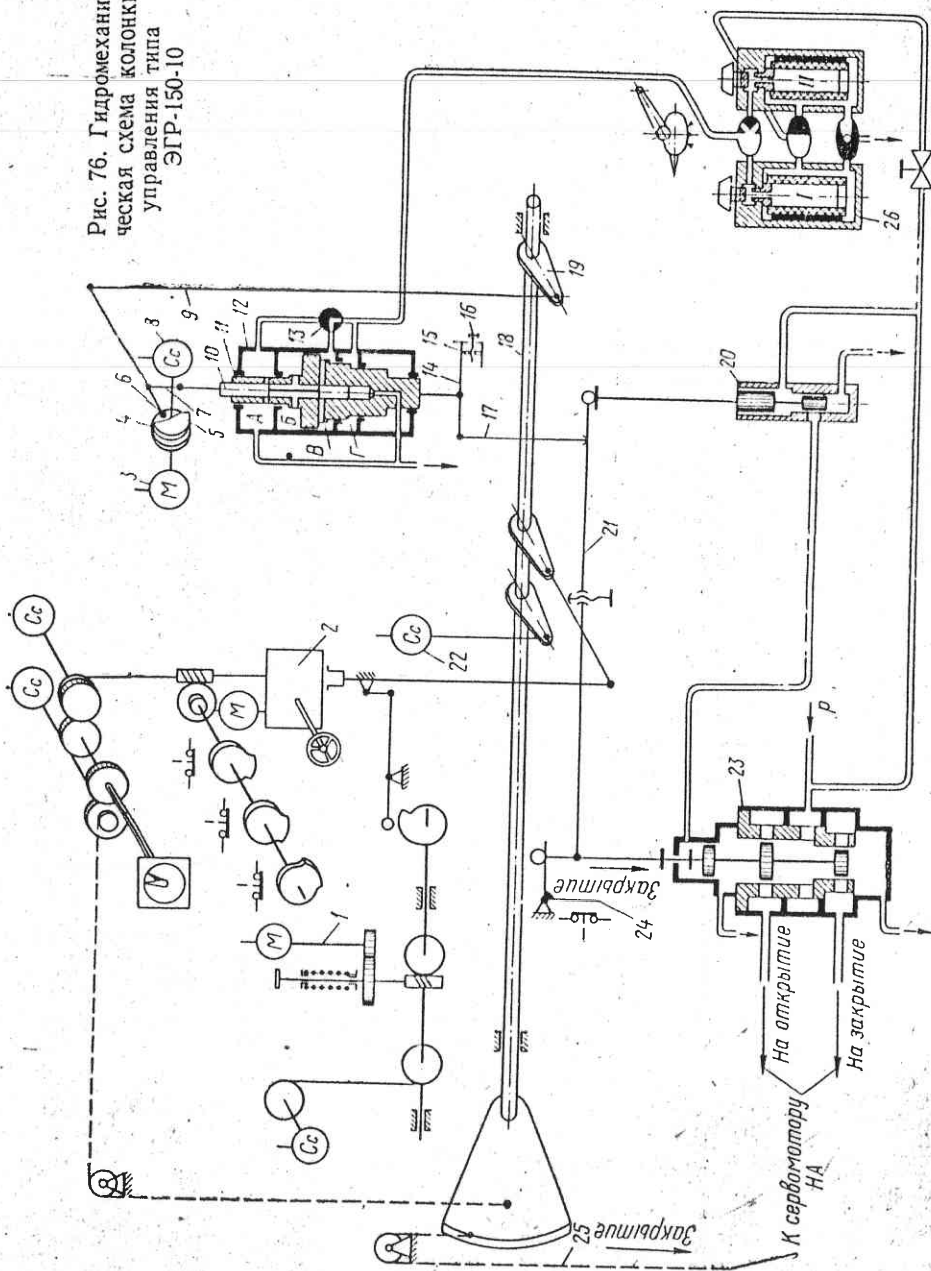 Рис. 76. Гидромехани-
ческая схема колонки
управления типа
ЭГР-150-10
Сс
Сс
М
2
М
1
Сс
3
М
4
6
5
7
8
Сс
9
10
11
12
13
А
Б
В
Г
14
15
16
17
18
19
20
21
22
Сс
23
24
Закрытие
р
На открытие
На закрытие
К сервомотору
НА
25
Закрытие
I
II
26